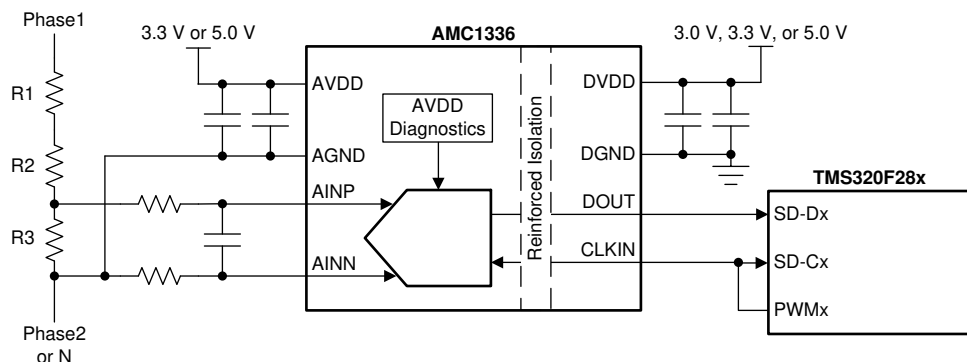 Phase1
3.3 V or 5.0 V
AMC1336
3.0 V, 3.3 V, or 5.0 V
R1
AVDD
DVDD
AVDD
Diagnostics
R2
AGND
Reinforced Isolation
DGND
TMS320F28x
AINP
DOUT
SD-Dx
R3
AINN
CLKIN
SD-Cx
PWMx
Phase2
or N